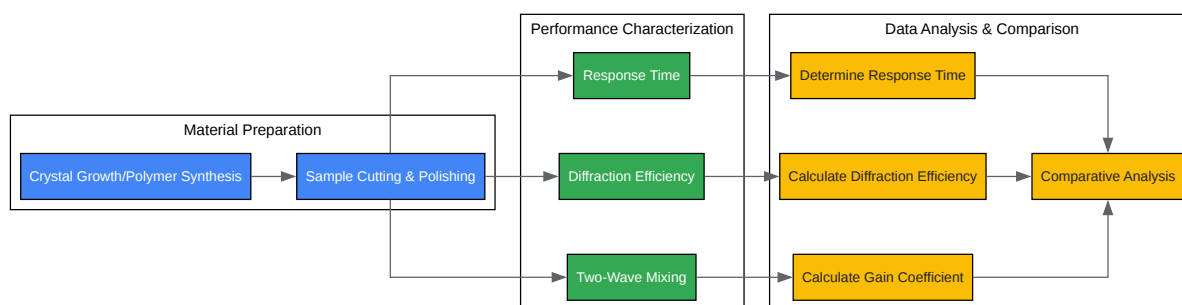 Performance Characterization
Data Analysis & Comparison
Response Time
Determine Response Time
Material Preparation
Crystal Growth/Polymer Synthesis
Sample Cutting & Polishing
Diffraction Efficiency
Calculate Diffraction Efficiency
Comparative Analysis
Two-Wave Mixing
Calculate Gain Coefficient